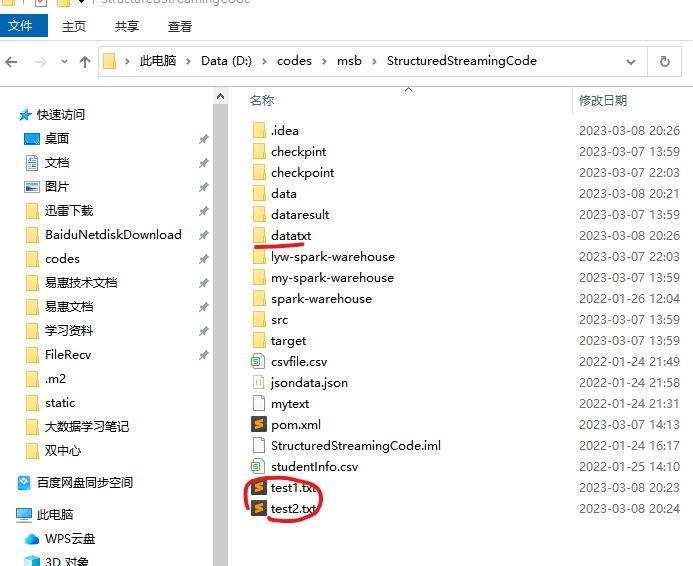 StructuredStreamingCode
文件 主页 共享 查看
此电脑 Data (D:) codes msb StructuredStreamingCode
名称 修改日期
快速访问
桌面
文档
图片
迅雷下载
BaiduNetdiskDownload
codes
易惠技术文档
易惠文档
学习资料
FileRecv
.m2
static
大数据学习笔记
双中心
百度网盘同步空间
此电脑
WPS云盘
3D 对象
.idea 2023-03-08 20:26
checkpint 2023-03-07 13:59
checkpoint 2023-03-07 22:03
data 2023-03-08 20:21
dataresult 2023-03-07 13:59
datatxt 2023-03-08 20:26
lyw-spark-warehouse 2023-03-07 22:03
my-spark-warehouse 2023-03-07 13:59
spark-warehouse 2022-01-26 12:04
src 2023-03-07 13:59
target 2023-03-07 13:59
csvfile.csv 2022-01-24 21:49
jsondata.json 2022-01-24 21:58
mytext 2022-01-24 21:31
pom.xml 2023-03-07 14:13
StructuredStreamingCode.iml 2022-01-24 16:17
studentInfo.csv 2022-01-25 14:10
test1.txt 2023-03-08 20:23
test2.txt 2023-03-08 20:24